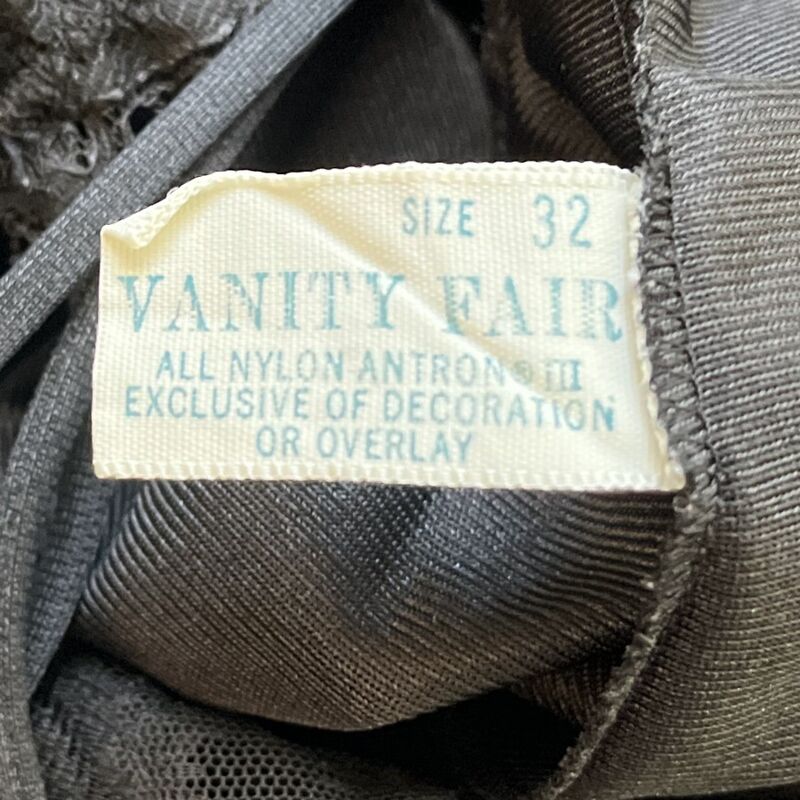 SIZE 32
VANITY FAIR
ALL NYLON ANTRON® III
EXCLUSIVE OF DECORATION
OR OVERLAY